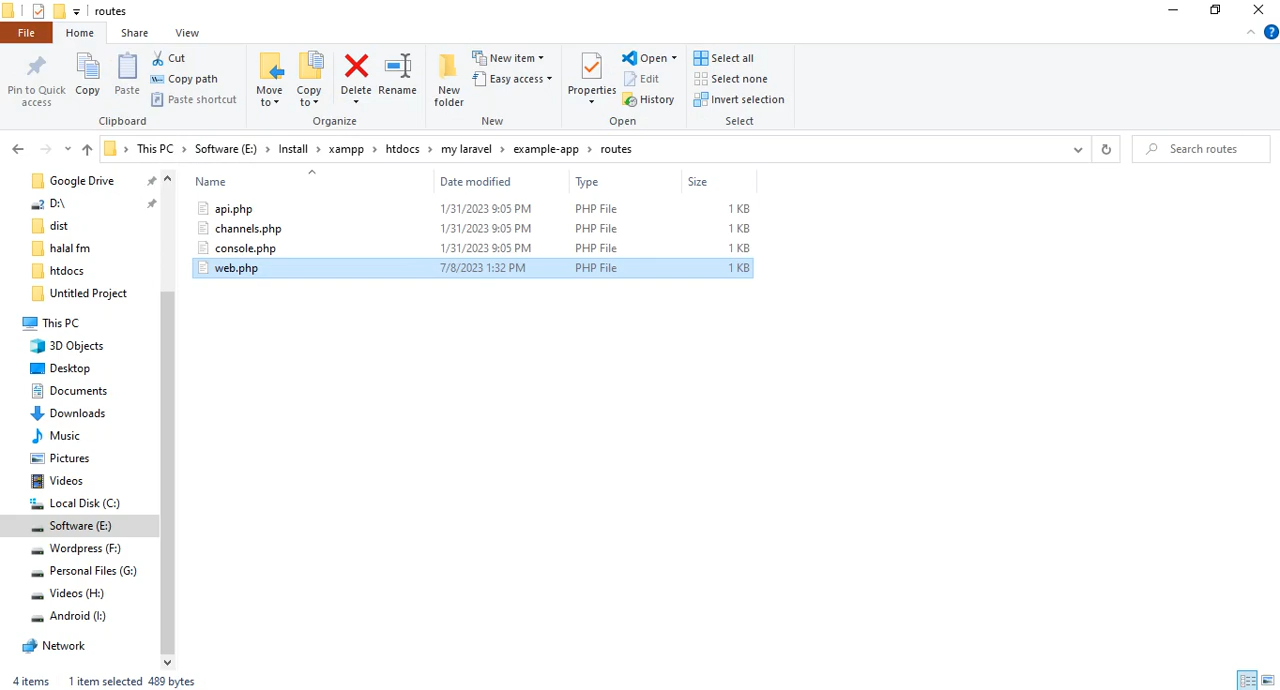 routes
File Home Share View
Pin to Quick access
Copy
Paste
Cut
Copy path
Paste shortcut
Clipboard
Move to
Copy to
Delete
Rename
Organize
New folder
New item
Easy access
New
Properties
Open
Edit
History
Open
Select all
Select none
Invert selection
Select
This PC > Software (E:) > Install > xampp > htdocs > my laravel > example-app > routes
Search routes
Google Drive
D:\
dist
halal fm
htdocs
Untitled Project
This PC
3D Objects
Desktop
Documents
Downloads
Music
Pictures
Videos
Local Disk (C:)
Software (E:)
Wordpress (F:)
Personal Files (G:)
Videos (H:)
Android (I:)
Network
Name Date modified Type Size
api.php 1/31/2023 9:05 PM PHP File 1 KB
channels.php 1/31/2023 9:05 PM PHP File 1 KB
console.php 1/31/2023 9:05 PM PHP File 1 KB
web.php 7/8/2023 1:32 PM PHP File 1 KB
4 items 1 item selected 489 bytes